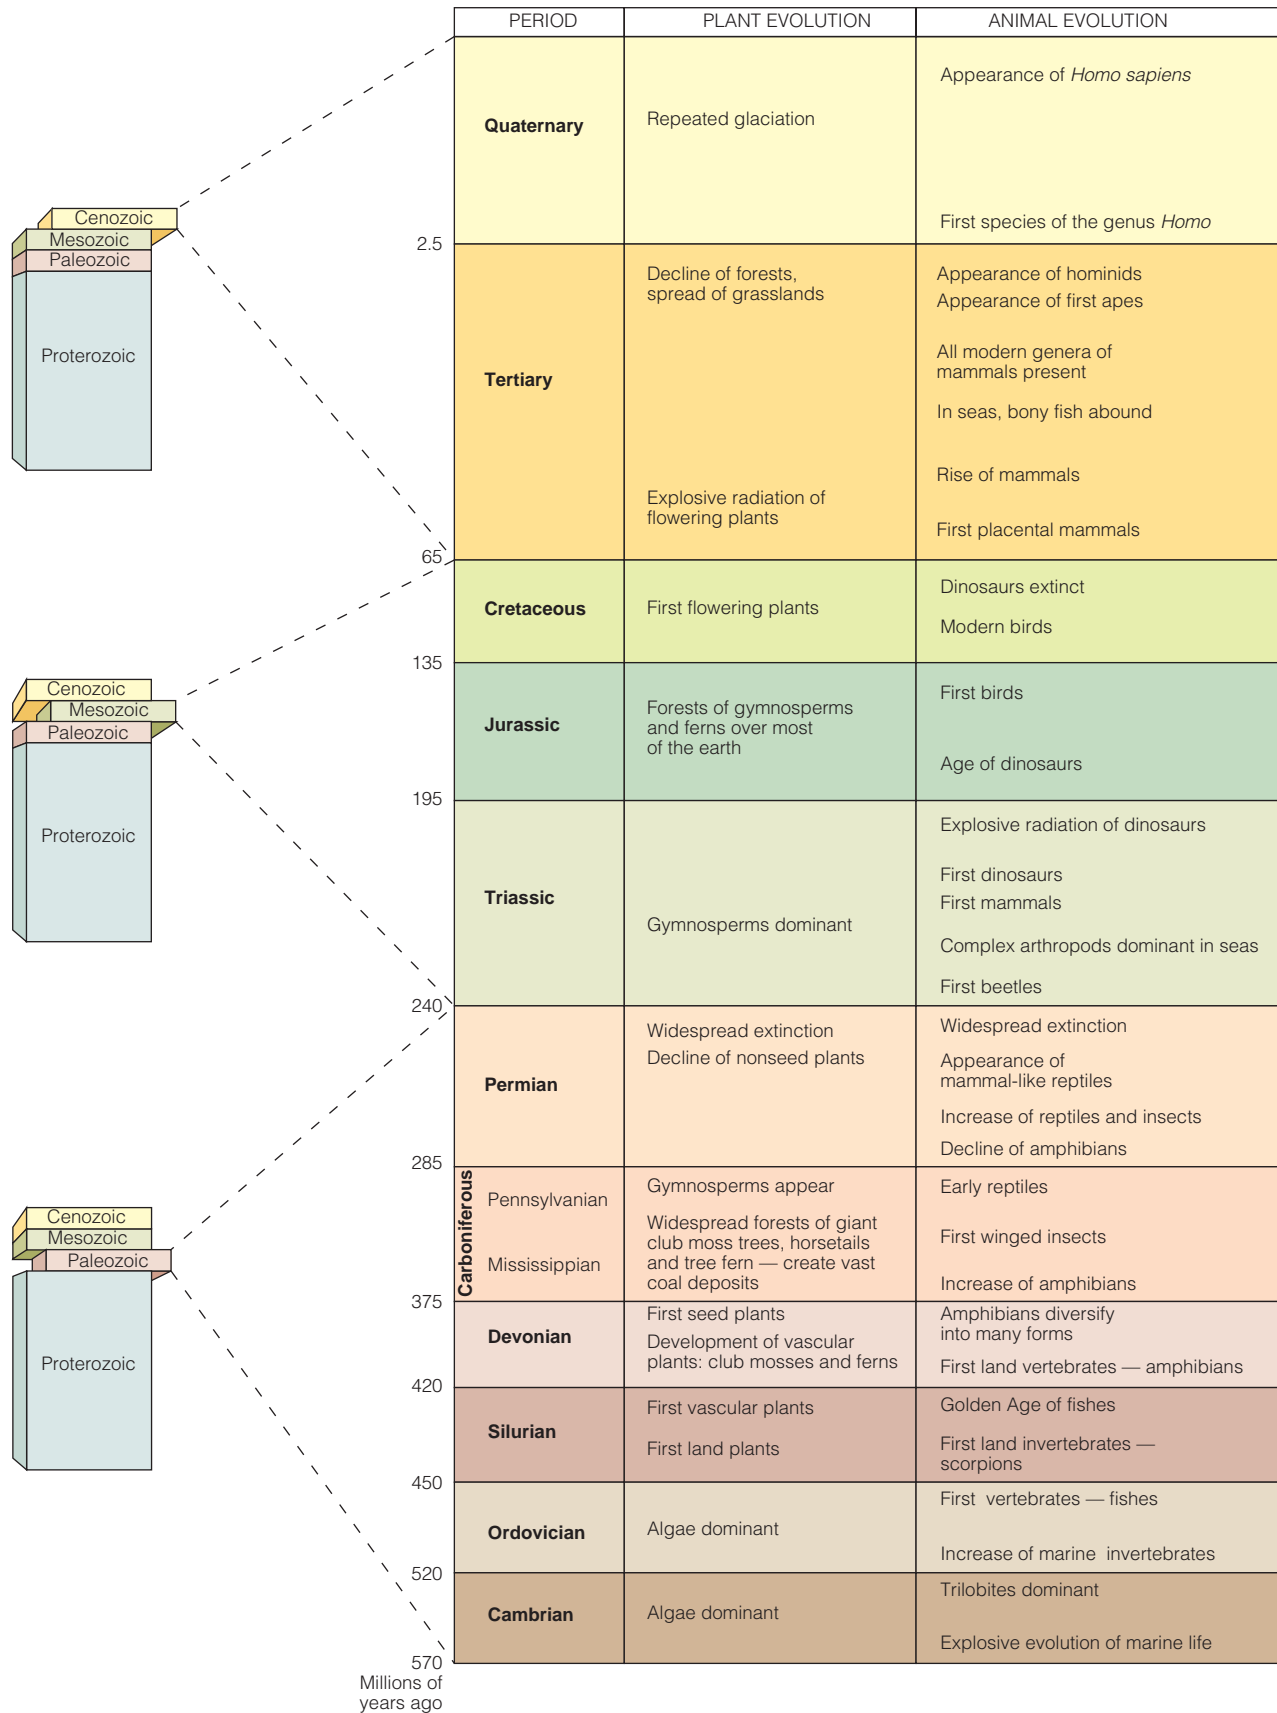 PERIOD
PLANT EVOLUTION
ANIMAL EVOLUTION
Quaternary
Repeated glaciation
Appearance of Homo sapiens
First species of the genus Homo
Cenozoic
Mesozoic
Paleozoic
Proterozoic
2.5
Tertiary
Decline of forests,
spread of grasslands
Explosive radiation of
flowering plants
Appearance of hominids
Appearance of first apes
All modern genera of
mammals present
In seas, bony fish abound
Rise of mammals
First placental mammals
65
Cretaceous
First flowering plants
Dinosaurs extinct
Modern birds
135
Cenozoic
Mesozoic
Paleozoic
Proterozoic
Jurassic
Forests of gymnosperms
and ferns over most
of the earth
First birds
Age of dinosaurs
195
Triassic
Gymnosperms dominant
Explosive radiation of dinosaurs
First dinosaurs
First mammals
Complex arthropods dominant in seas
First beetles
240
Permian
Widespread extinction
Decline of nonseed plants
Widespread extinction
Appearance of
mammal-like reptiles
Increase of reptiles and insects
Decline of amphibians
285
Carboniferous
Pennsylvanian
Mississippian
Gymnosperms appear
Widespread forests of giant
club moss trees, horsetails
and tree fern — create vast
coal deposits
Early reptiles
First winged insects
Increase of amphibians
Cenozoic
Mesozoic
Paleozoic
Proterozoic
375
Devonian
First seed plants
Development of vascular
plants: club mosses and ferns
Amphibians diversify
into many forms
First land vertebrates — amphibians
420
Silurian
First vascular plants
First land plants
Golden Age of fishes
First land invertebrates —
scorpions
450
Ordovician
Algae dominant
First vertebrates — fishes
Increase of marine invertebrates
520
Cambrian
Algae dominant
Trilobites dominant
Explosive evolution of marine life
570
Millions of
years ago